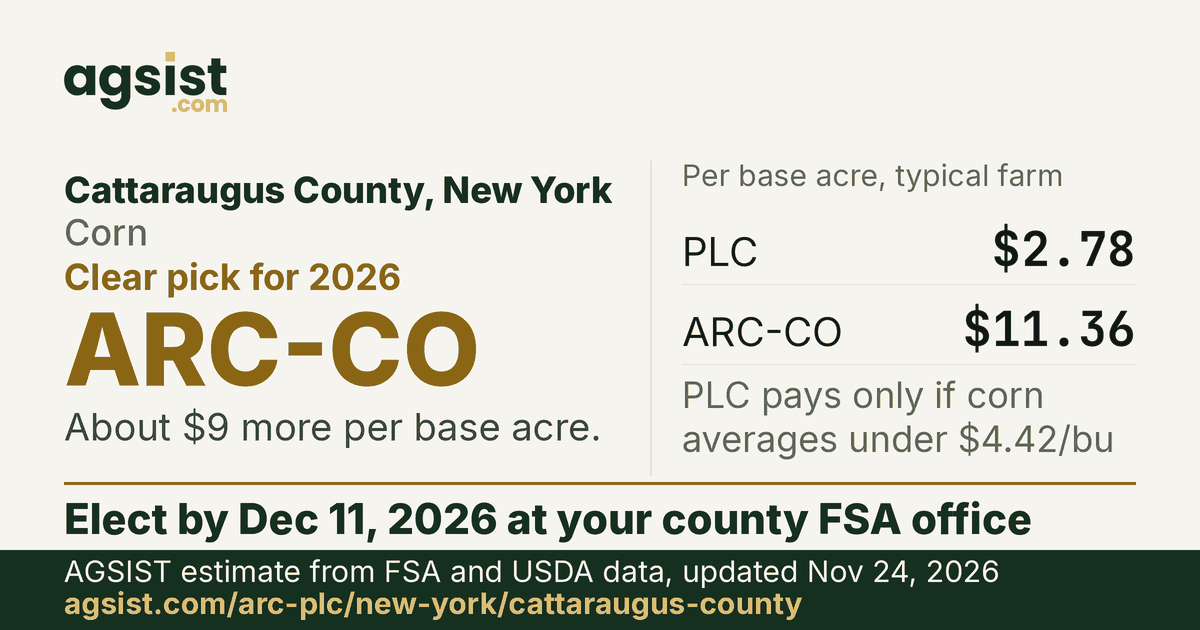 agsist
.com
Cattaraugus County, New York
Corn
Clear pick for 2026
ARC-CO
About $9 more per base acre.
Per base acre, typical farm
PLC $2.78
ARC-CO $11.36
PLC pays only if corn
averages under $4.42/bu
Elect by Dec 11, 2026 at your county FSA office
AGSIST estimate from FSA and USDA data, updated Nov 24, 2026
agsist.com/arc-plc/new-york/cattaraugus-county